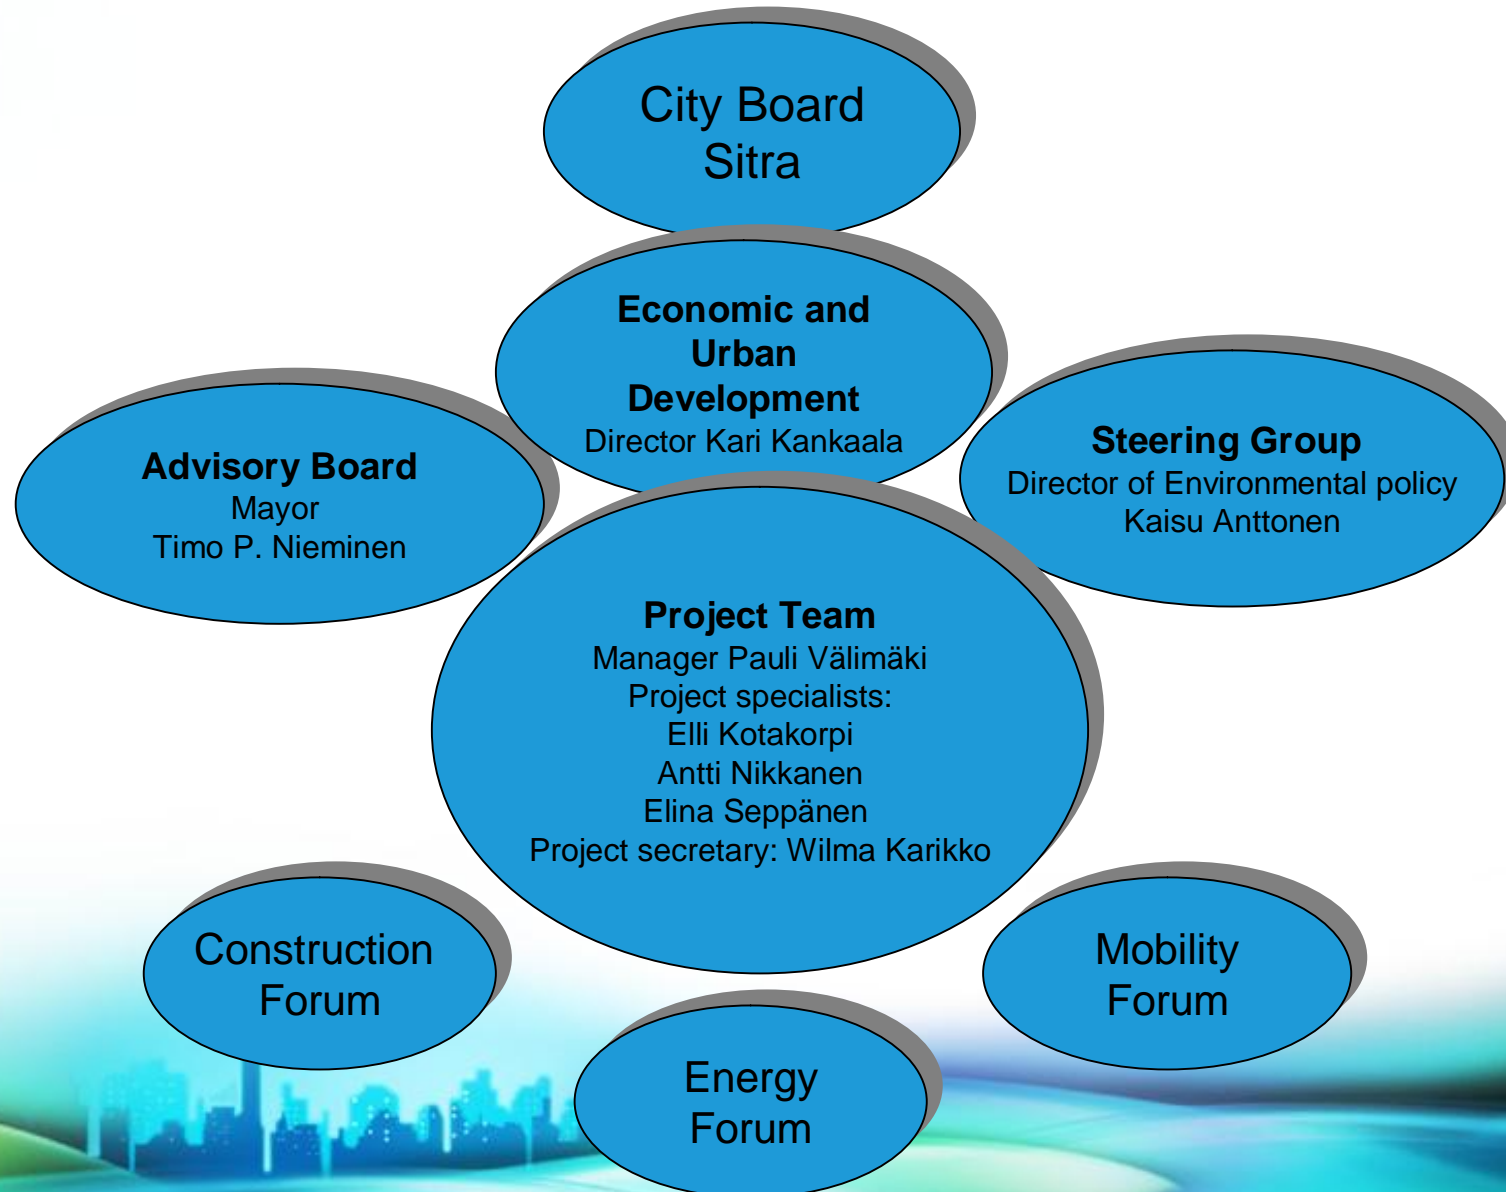 City Board
Sitra
Economic and
Urban
Development
Director Kari Kankaala
Advisory Board
Mayor
Timo P. Nieminen
Steering Group
Director of Environmental policy
Kaisu Anttonen
Project Team
Manager Pauli Välimäki
Project specialists:
Elli Kotakorpi
Antti Nikkanen
Elina Seppänen
Project secretary: Wilma Karikko
Construction
Forum
Mobility
Forum
Energy
Forum